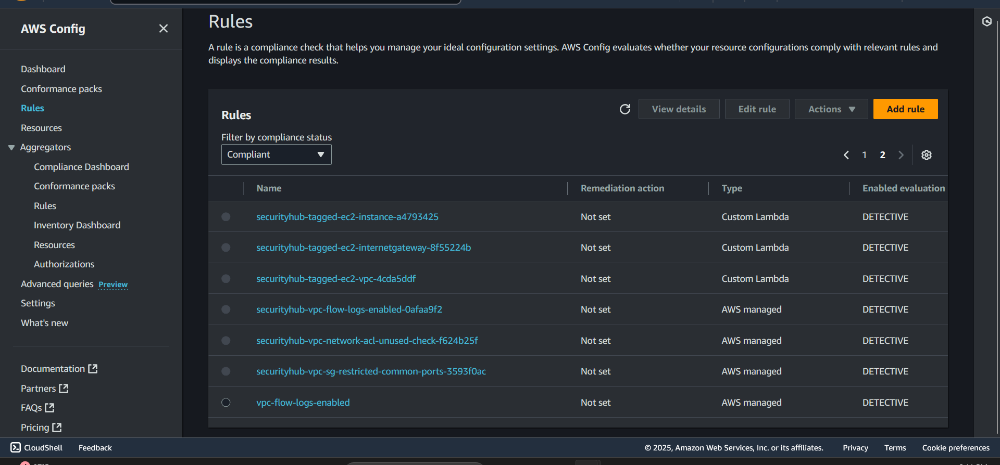 AWS Config
Dashboard
Conformance packs
Rules
Resources
Aggregators
Compliance Dashboard
Conformance packs
Rules
Inventory Dashboard
Resources
Authorizations
Advanced queries Preview
Settings
What's new
Documentation
Partners
FAQs
Pricing
Rules
A rule is a compliance check that helps you manage your ideal configuration settings. AWS Config evaluates whether your resource configurations comply with relevant rules and
displays the compliance results.
Rules
View details
Edit rule
Actions
Add rule
Filter by compliance status
Compliant
1 2
Name Remediation action Type Enabled evaluation
securityhub-tagged-ec2-instance-a4793425 Not set Custom Lambda DETECTIVE
securityhub-tagged-ec2-internetgateway-8f55224b Not set Custom Lambda DETECTIVE
securityhub-tagged-ec2-vpc-4cda5ddf Not set Custom Lambda DETECTIVE
securityhub-vpc-flow-logs-enabled-0afaa9f2 Not set AWS managed DETECTIVE
securityhub-vpc-network-acl-unused-check-f624b25f Not set AWS managed DETECTIVE
securityhub-vpc-sg-restricted-common-ports-3593f0ac Not set AWS managed DETECTIVE
vpc-flow-logs-enabled Not set AWS managed DETECTIVE
CloudShell Feedback © 2025, Amazon Web Services, Inc. or its affiliates. Privacy Terms Cookie preferences